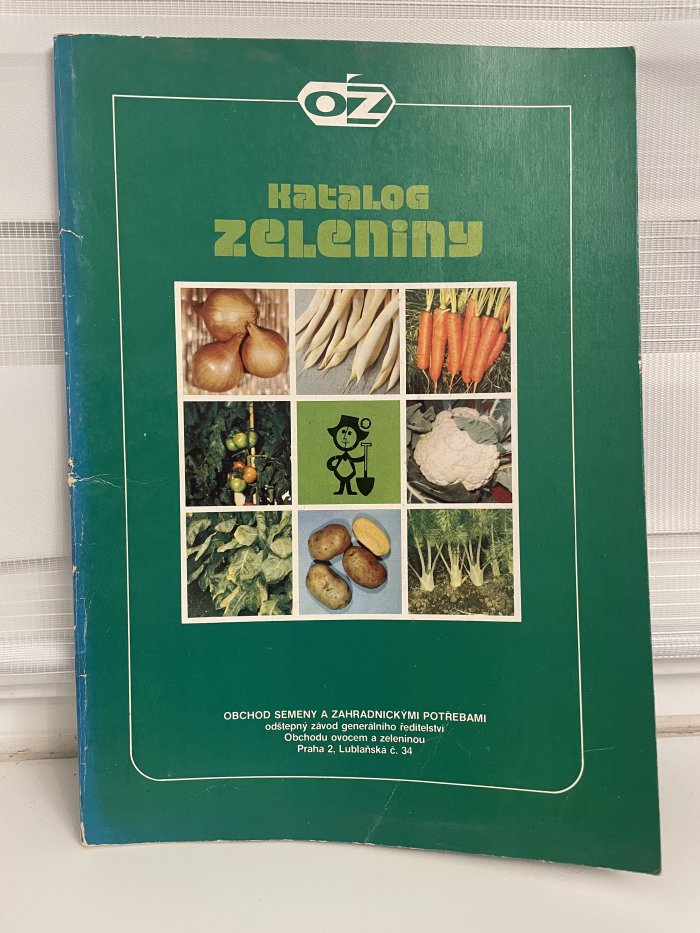 OZ
Katalog
zeleniny
OBCHOD SEMENY A ZAHRADNICKÝMI POTŘEBAMI
odštěpný závod generálního ředitelství
Obchodu ovocem a zeleninou
Praha 2, Lublaňská č. 34